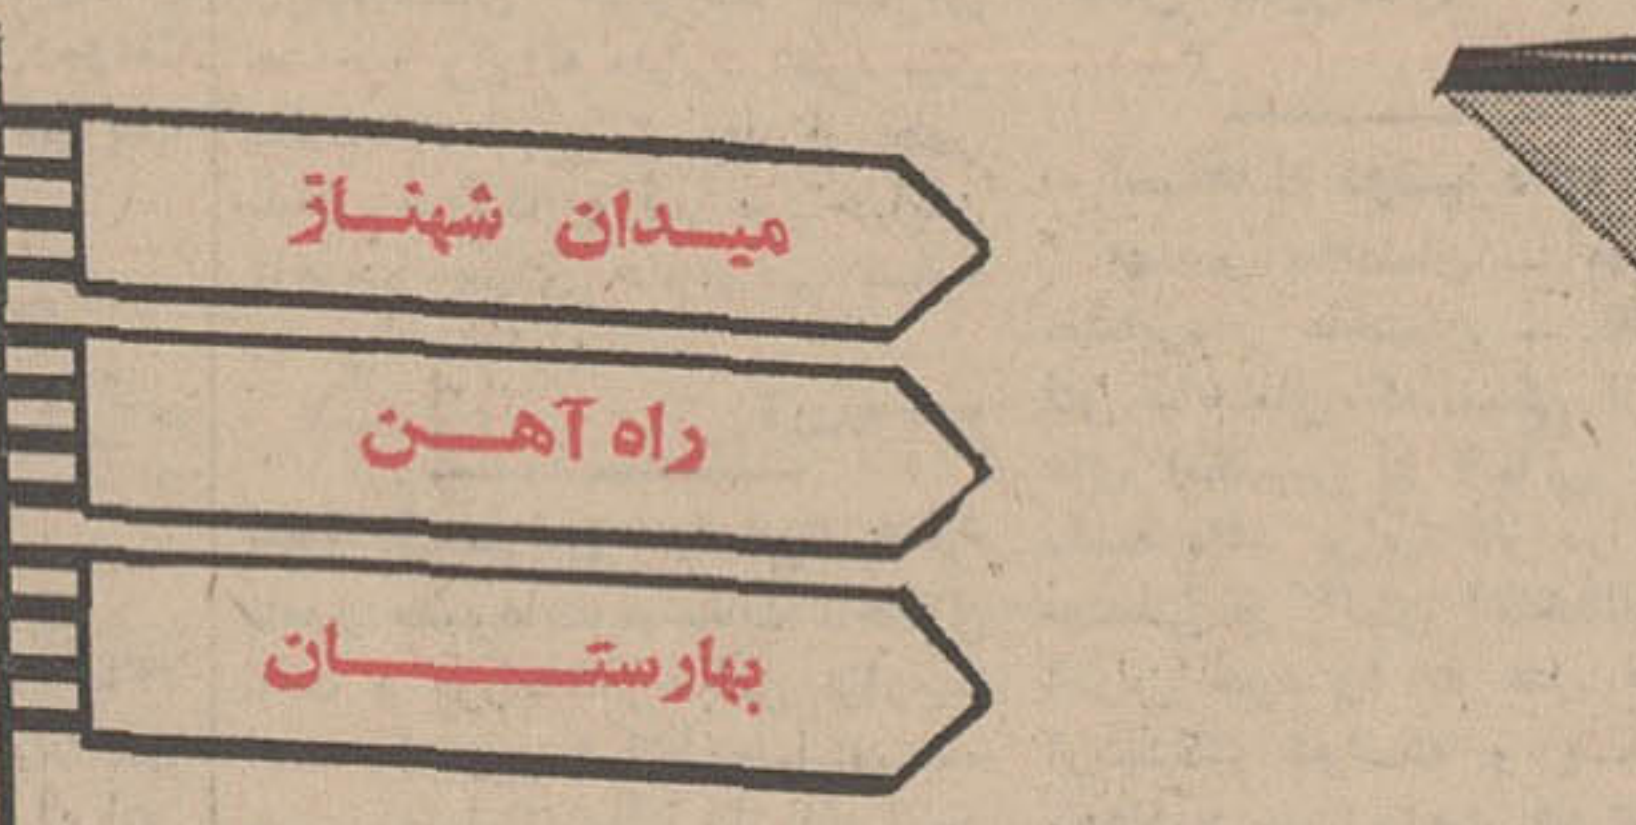 میدان شهناز
راه آهن
بهارستان